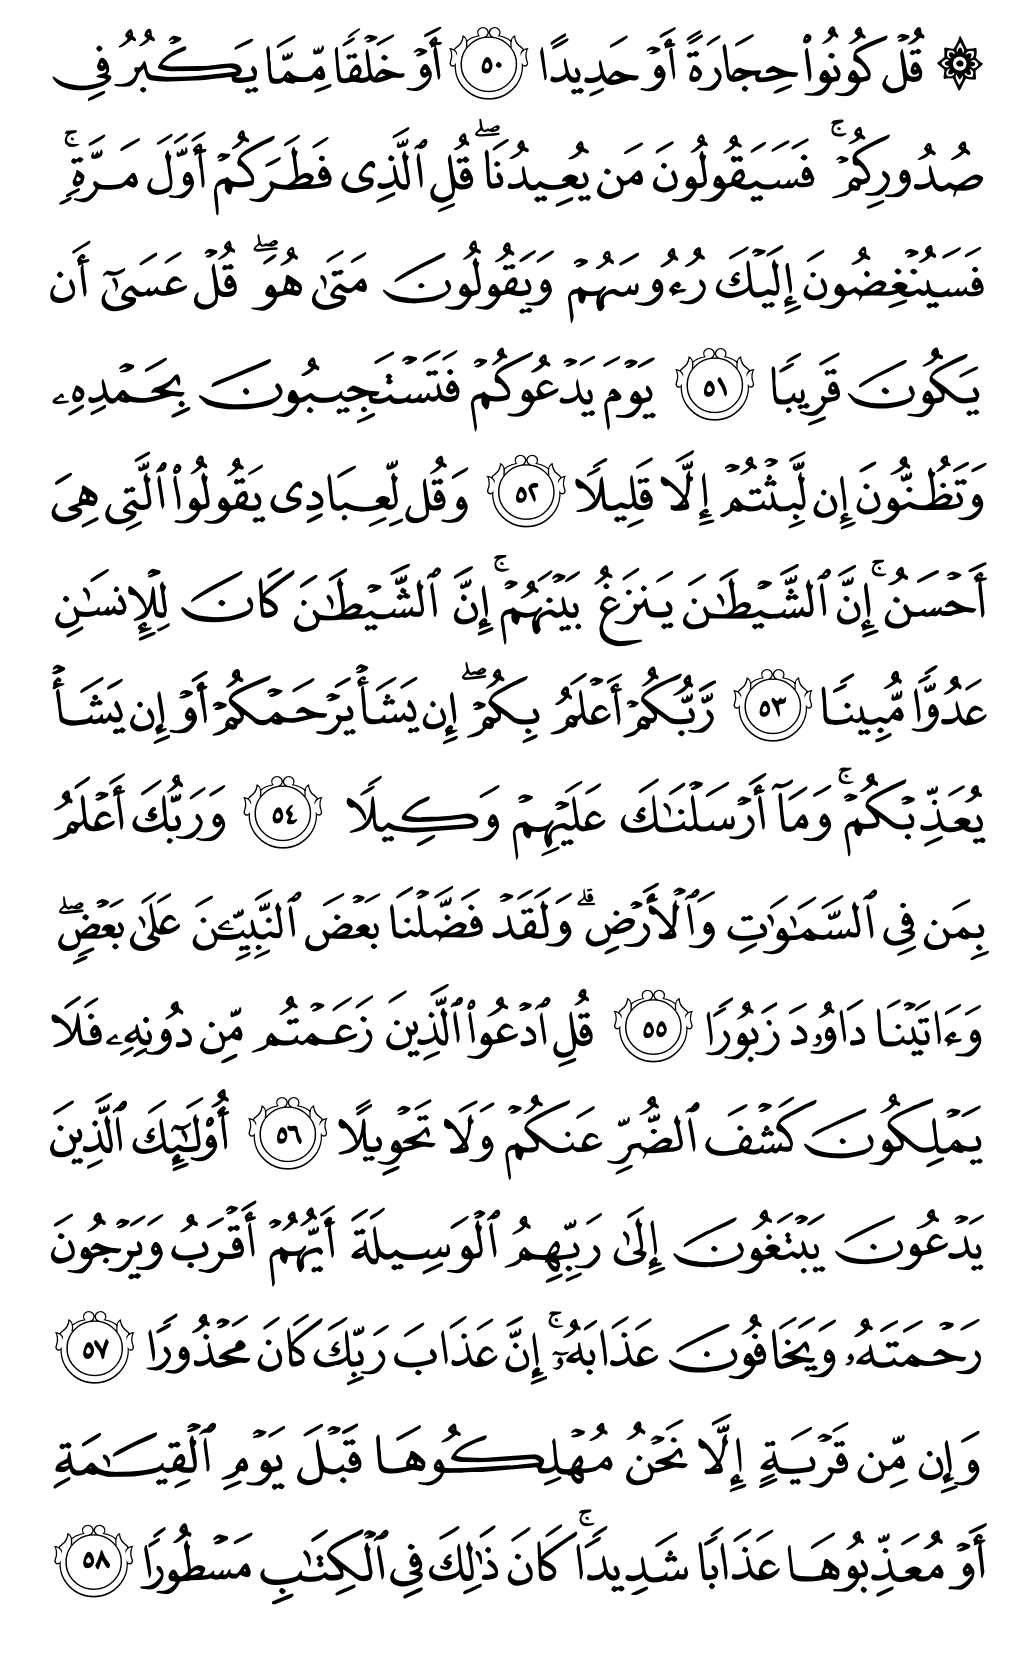 ۞ قُلْ كُونُوا۟ حِجَارَةً أَوْ حَدِيدًا ٥٠ أَوْ خَلْقًا مِّمَّا يَكْبُرُ فِى
صُدُورِكُمْ ۚ فَسَيَقُولُونَ مَن يُعِيدُنَا ۖ قُلِ ٱلَّذِى فَطَرَكُمْ أَوَّلَ مَرَّةٍ ۚ
فَسَيُنْغِضُونَ إِلَيْكَ رُءُوسَهُمْ وَيَقُولُونَ مَتَىٰ هُوَ ۖ قُلْ عَسَىٰٓ أَن
يَكُونَ قَرِيبًا ٥١ يَوْمَ يَدْعُوكُمْ فَتَسْتَجِيبُونَ بِحَمْدِهِۦ
وَتَظُنُّونَ إِن لَّبِثْتُمْ إِلَّا قَلِيلًا ٥٢ وَقُل لِّعِبَادِى يَقُولُوا۟ ٱلَّتِى هِىَ
أَحْسَنُ ۚ إِنَّ ٱلشَّيْطَـٰنَ يَنزَغُ بَيْنَهُمْ ۚ إِنَّ ٱلشَّيْطَـٰنَ كَانَ لِلْإِنسَـٰنِ
عَدُوًّا مُّبِينًا ٥٣ رَّبُّكُمْ أَعْلَمُ بِكُمْ ۖ إِن يَشَأْ يَرْحَمْكُمْ أَوْ إِن يَشَأْ
يُعَذِّبْكُمْ ۚ وَمَآ أَرْسَلْنَـٰكَ عَلَيْهِمْ وَكِيلًا ٥٤ وَرَبُّكَ أَعْلَمُ
بِمَن فِى ٱلسَّمَـٰوَٰتِ وَٱلْأَرْضِ ۗ وَلَقَدْ فَضَّلْنَا بَعْضَ ٱلنَّبِيِّـۧنَ عَلَىٰ بَعْضٍ ۖ
وَءَاتَيْنَا دَاوُۥدَ زَبُورًا ٥٥ قُلِ ٱدْعُوا۟ ٱلَّذِينَ زَعَمْتُم مِّن دُونِهِۦ فَلَا
يَمْلِكُونَ كَشْفَ ٱلضُّرِّ عَنكُمْ وَلَا تَحْوِيلًا ٥٦ أُو۟لَـٰٓئِكَ ٱلَّذِينَ
يَدْعُونَ يَبْتَغُونَ إِلَىٰ رَبِّهِمُ ٱلْوَسِيلَةَ أَيُّهُمْ أَقْرَبُ وَيَرْجُونَ
رَحْمَتَهُۥ وَيَخَافُونَ عَذَابَهُۥٓ ۚ إِنَّ عَذَابَ رَبِّكَ كَانَ مَحْذُورًا ٥٧
وَإِن مِّن قَرْيَةٍ إِلَّا نَحْنُ مُهْلِكُوهَا قَبْلَ يَوْمِ ٱلْقِيَـٰمَةِ
أَوْ مُعَذِّبُوهَا عَذَابًا شَدِيدًا ۚ كَانَ ذَٰلِكَ فِى ٱلْكِتَـٰبِ مَسْطُورًا ٥٨